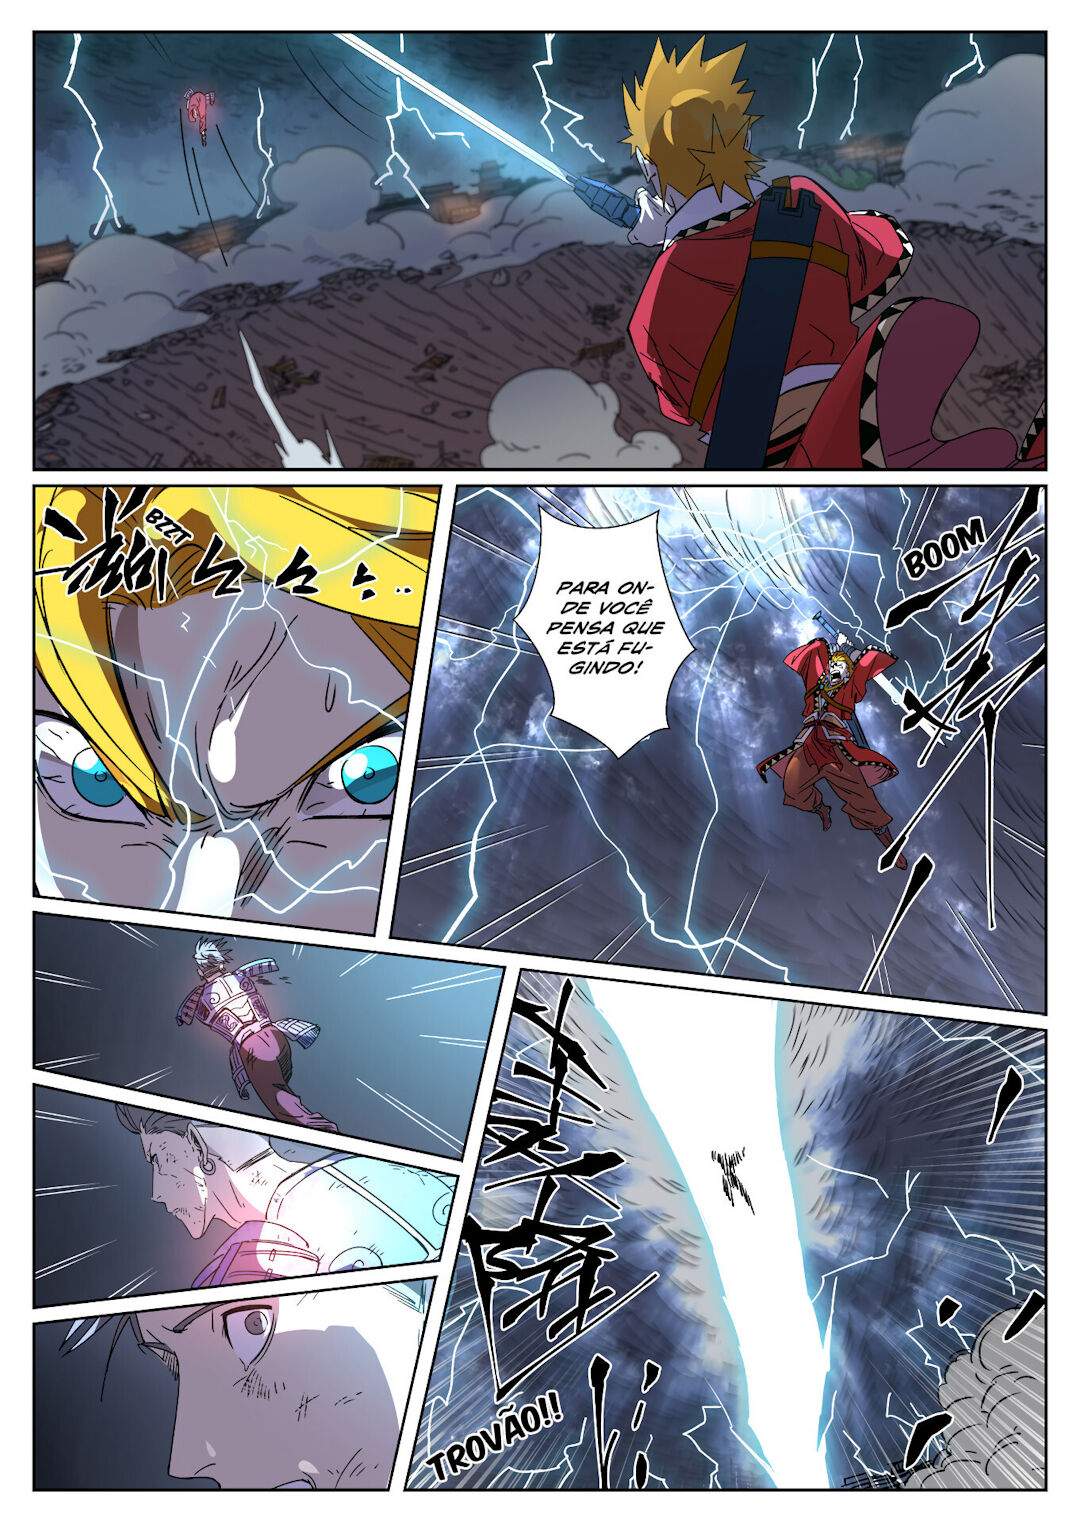 BZZT
BOOM
PARA ON-
DE VOCÊ
PENSA QUE
ESTÁ FU-
GINDO!
TROVÃO!!